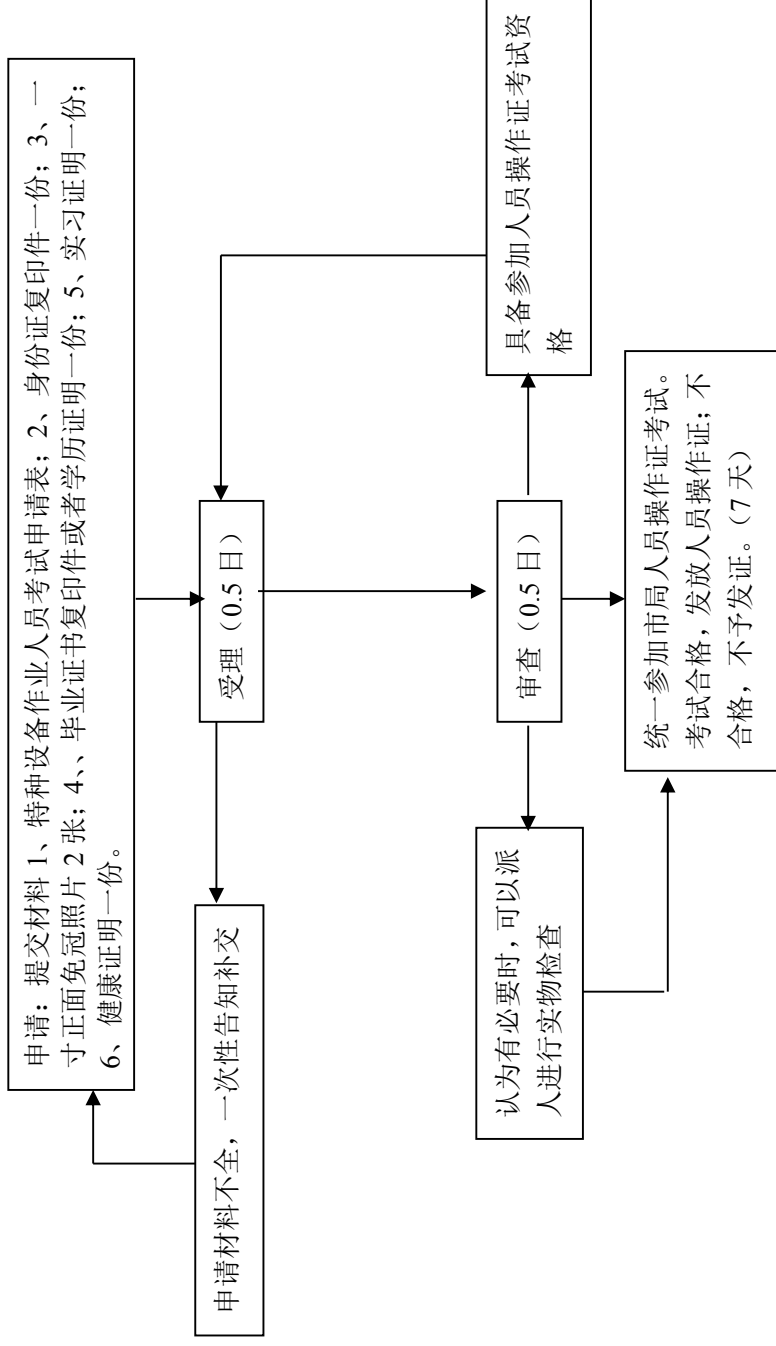 申请：提交材料 1、特种设备作业人员考试申请表；2、身份证复印件一份；3、一
寸正面免冠照片 2 张；4、、毕业证书复印件或者学历证明一份；5、实习证明一份；
6、健康证明一份。
申请材料不全，一次性告知补交
受理（0.5 日）
认为有必要时，可以派
人进行实物检查
审查（0.5 日）
具备参加人员操作证考试资
格
统一参加市局人员操作证考试。
考试合格，发放人员操作证；不
合格，不予发证。（7 天）